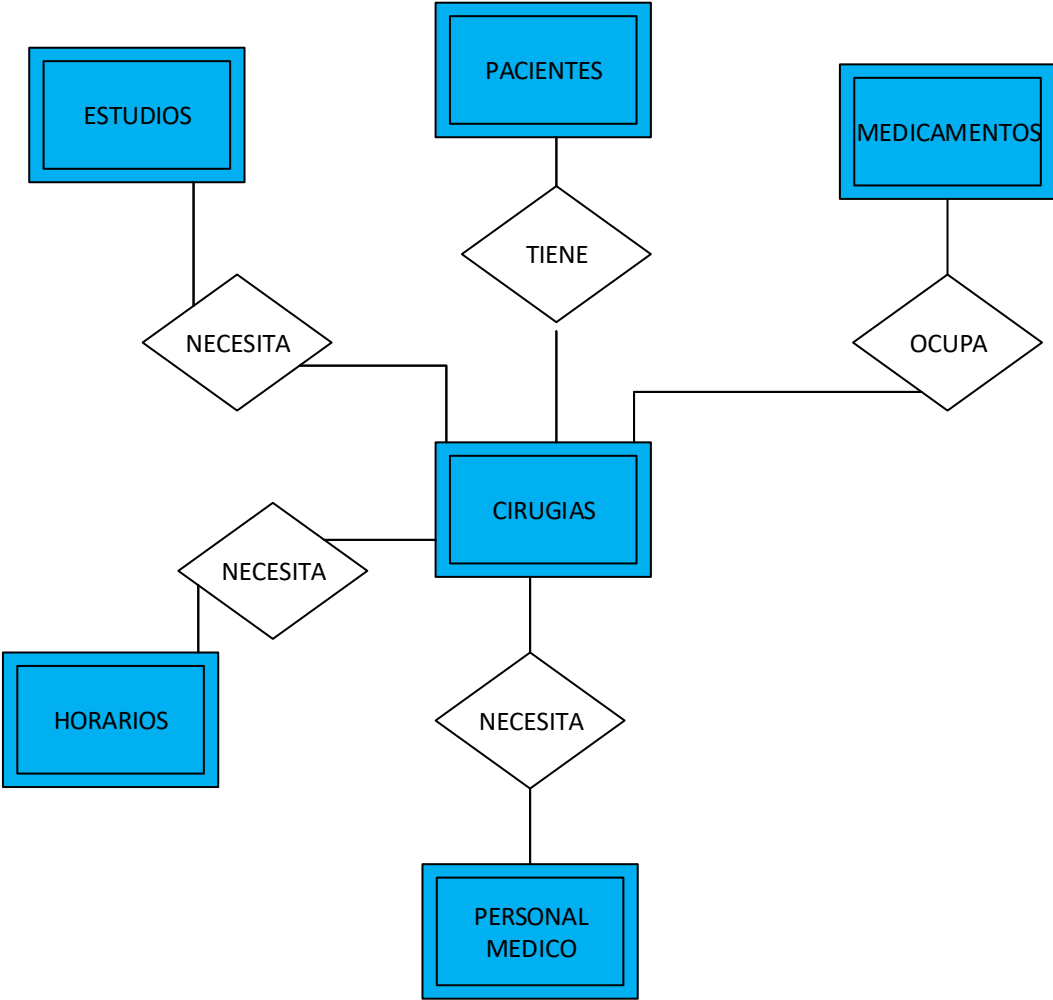 PACIENTES
ESTUDIOS
MEDICAMENTOS
TIENE
NECESITA
OCUPA
CIRUGIAS
NECESITA
HORARIOS
NECESITA
PERSONAL
MEDICO